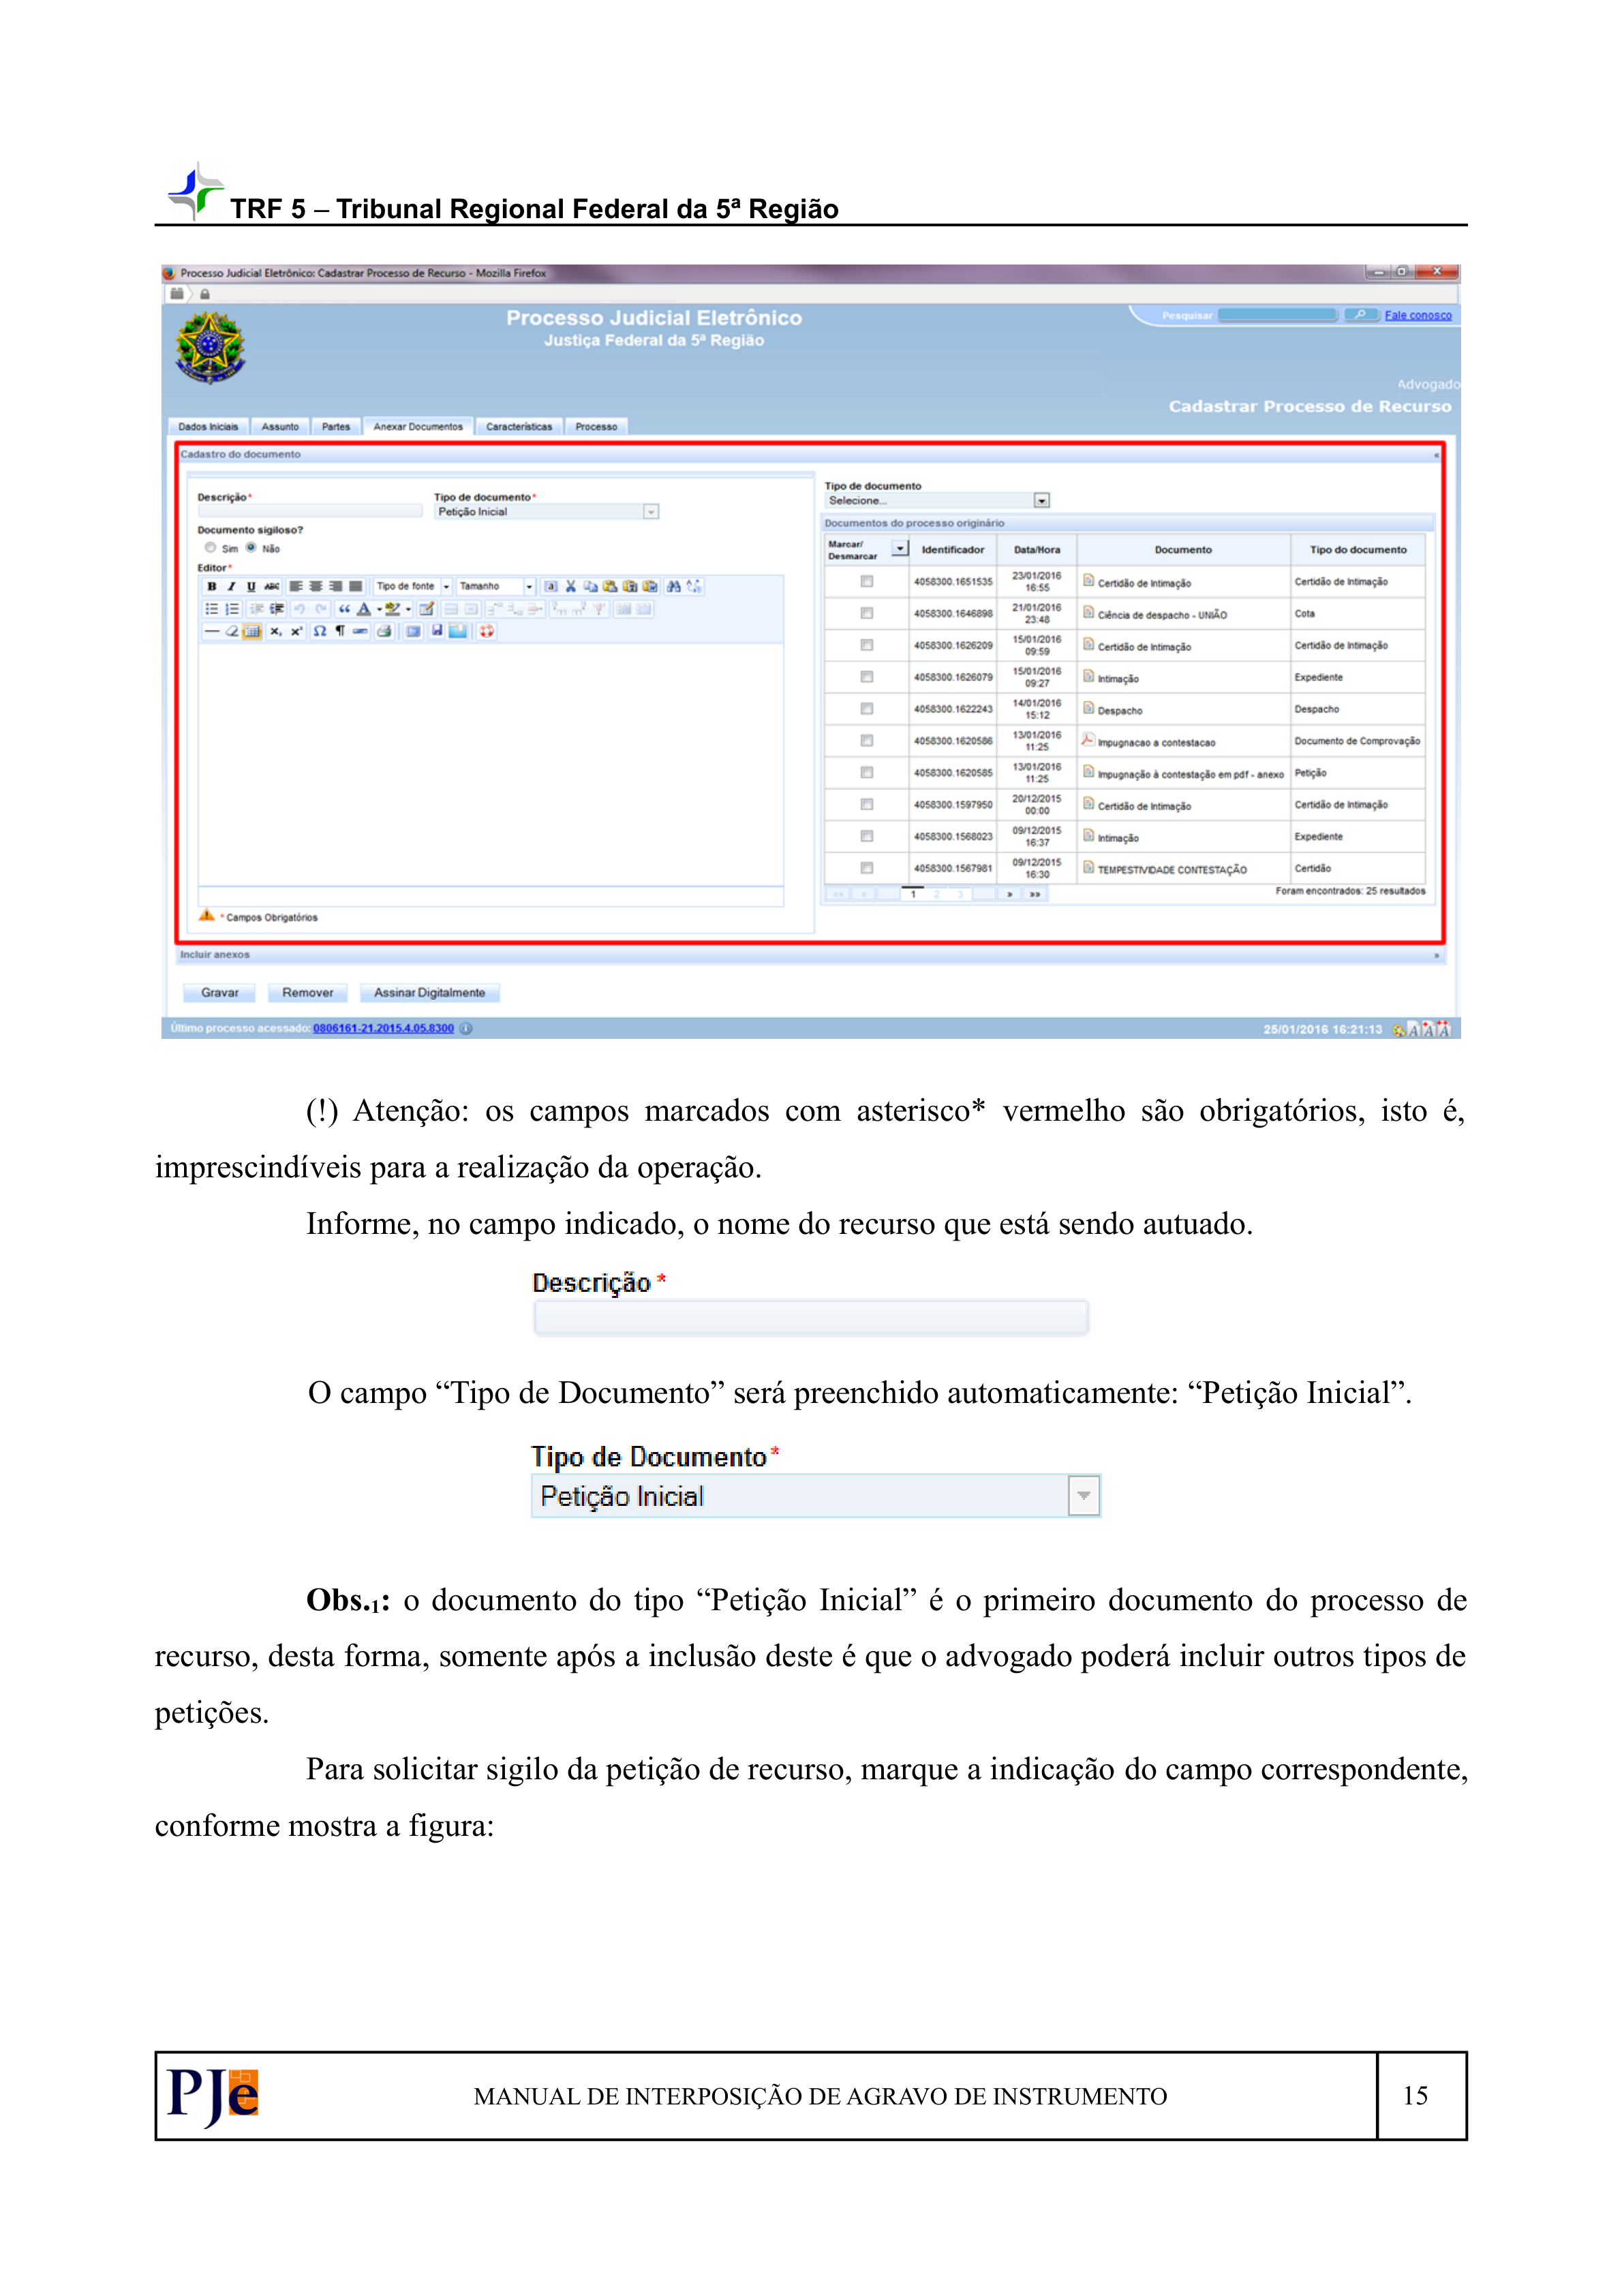 TRF 5 – Tribunal Regional Federal da 5ª Região
Processo Judicial Eletrônico: Cadastrar Processo de Recurso - Mozilla Firefox
Processo Judicial Eletrônico
Justiça Federal da 5ª Região
Pesquisar
Fale conosco
Advogado
Cadastrar Processo de Recurso
Dados Iniciais Assunto Partes Anexar Documentos Características Processo
Cadastro do documento
Descrição* Tipo de documento*
Petição Inicial
Documento sigiloso?
Sim Não
Editor*
Tipo de fonte Tamanho
* Campos Obrigatórios
Tipo de documento
Selecione...
Documentos do processo originário
Marcar/Desmarcar Identificador Data/Hora Documento Tipo do documento
4058300.1651535 23/01/2016 16:55 Certidão de Intimação Certidão de Intimação
4058300.1646898 21/01/2016 23:48 Ciência de despacho - UNIÃO Cota
4058300.1626209 15/01/2016 09:59 Certidão de Intimação Certidão de Intimação
4058300.1626079 15/01/2016 09:27 Intimação Expediente
4058300.1622243 14/01/2016 15:12 Despacho Despacho
4058300.1620586 13/01/2016 11:25 Impugnacao a contestacao Documento de Comprovação
4058300.1620585 13/01/2016 11:25 Impugnação à contestação em pdf - anexo Petição
4058300.1597950 20/12/2015 00:00 Certidão de Intimação Certidão de Intimação
4058300.1568023 09/12/2015 16:37 Intimação Expediente
4058300.1567981 09/12/2015 16:30 TEMPESTIVIDADE CONTESTAÇÃO Certidão
1 2 3 » »»
Foram encontrados: 25 resultados
Incluir anexos
Gravar Remover Assinar Digitalmente
Último processo acessado: 0806161-21.2015.4.05.8300
25/01/2016 16:21:13
(!) Atenção: os campos marcados com asterisco* vermelho são obrigatórios, isto é,
imprescindíveis para a realização da operação.
Informe, no campo indicado, o nome do recurso que está sendo autuado.
Descrição *
O campo “Tipo de Documento” será preenchido automaticamente: “Petição Inicial”.
Tipo de Documento*
Petição Inicial
Obs.₁: o documento do tipo “Petição Inicial” é o primeiro documento do processo de
recurso, desta forma, somente após a inclusão deste é que o advogado poderá incluir outros tipos de
petições.
Para solicitar sigilo da petição de recurso, marque a indicação do campo correspondente,
conforme mostra a figura:
PJe
MANUAL DE INTERPOSIÇÃO DE AGRAVO DE INSTRUMENTO
15